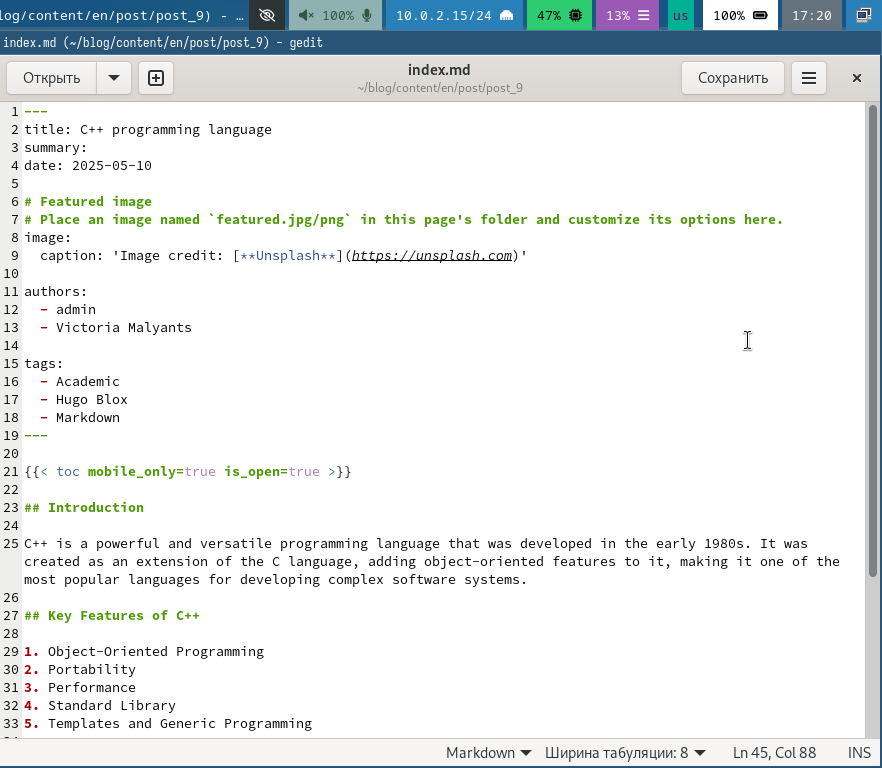 log/content/en/post/post_9) - … 100% 10.0.2.15/24 47% 13% us 100% 17:20
index.md (~/blog/content/en/post/post_9) - gedit
Открыть index.md Сохранить
~/blog/content/en/post/post_9
1 ---
2 title: C++ programming language
3 summary:
4 date: 2025-05-10
5
6 # Featured image
7 # Place an image named `featured.jpg/png` in this page's folder and customize its options here.
8 image:
9   caption: 'Image credit: [**Unsplash**](https://unsplash.com)'
10
11 authors:
12   - admin
13   - Victoria Malyants
14
15 tags:
16   - Academic
17   - Hugo Blox
18   - Markdown
19 ---
20
21 {{< toc mobile_only=true is_open=true >}}
22
23 ## Introduction
24
25 C++ is a powerful and versatile programming language that was developed in the early 1980s. It was
created as an extension of the C language, adding object-oriented features to it, making it one of the
most popular languages for developing complex software systems.
26
27 ## Key Features of C++
28
29 1. Object-Oriented Programming
30 2. Portability
31 3. Performance
32 4. Standard Library
33 5. Templates and Generic Programming
Markdown Ширина табуляции: 8 Ln 45, Col 88 INS